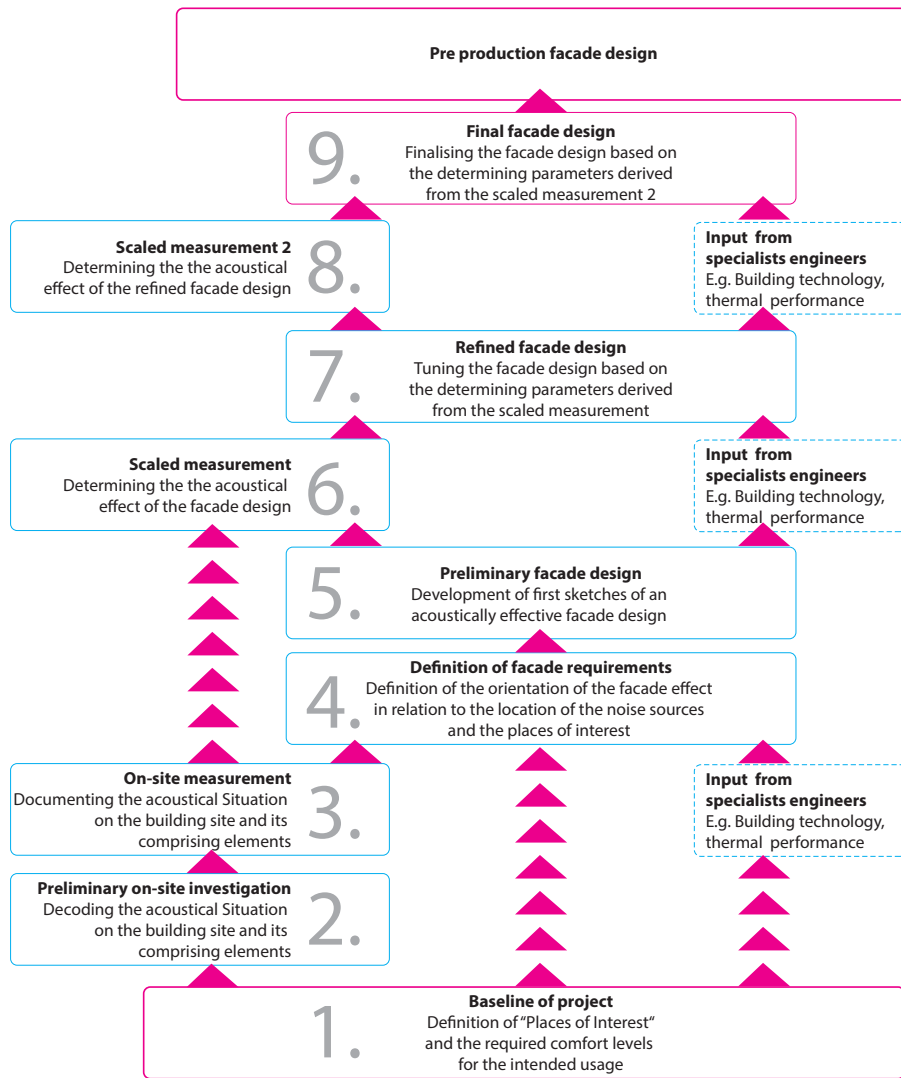 Pre production facade design
9.
Final facade design
Finalising the facade design based on
the determining parameters derived
from the scaled measurement 2
Scaled measurement 2
Determining the the acoustical
effect of the refined facade design
8.
Input from
specialists engineers
E.g. Building technology,
thermal performance
7.
Refined facade design
Tuning the facade design based on
the determining parameters derived
from the scaled measurement
Scaled measurement
Determining the the acoustical
effect of the facade design
6.
Input from
specialists engineers
E.g. Building technology,
thermal performance
5.
Preliminary facade design
Development of first sketches of an
acoustically effective facade design
4.
Definition of facade requirements
Definition of the orientation of the facade effect
in relation to the location of the noise sources
and the places of interest
On-site measurement
Documenting the acoustical Situation
on the building site and its
comprising elements
3.
Input from
specialists engineers
E.g. Building technology,
thermal performance
Preliminary on-site investigation
Decoding the acoustical Situation
on the building site and its
comprising elements
2.
1.
Baseline of project
Definition of “Places of Interest“
and the required comfort levels
for the intended usage